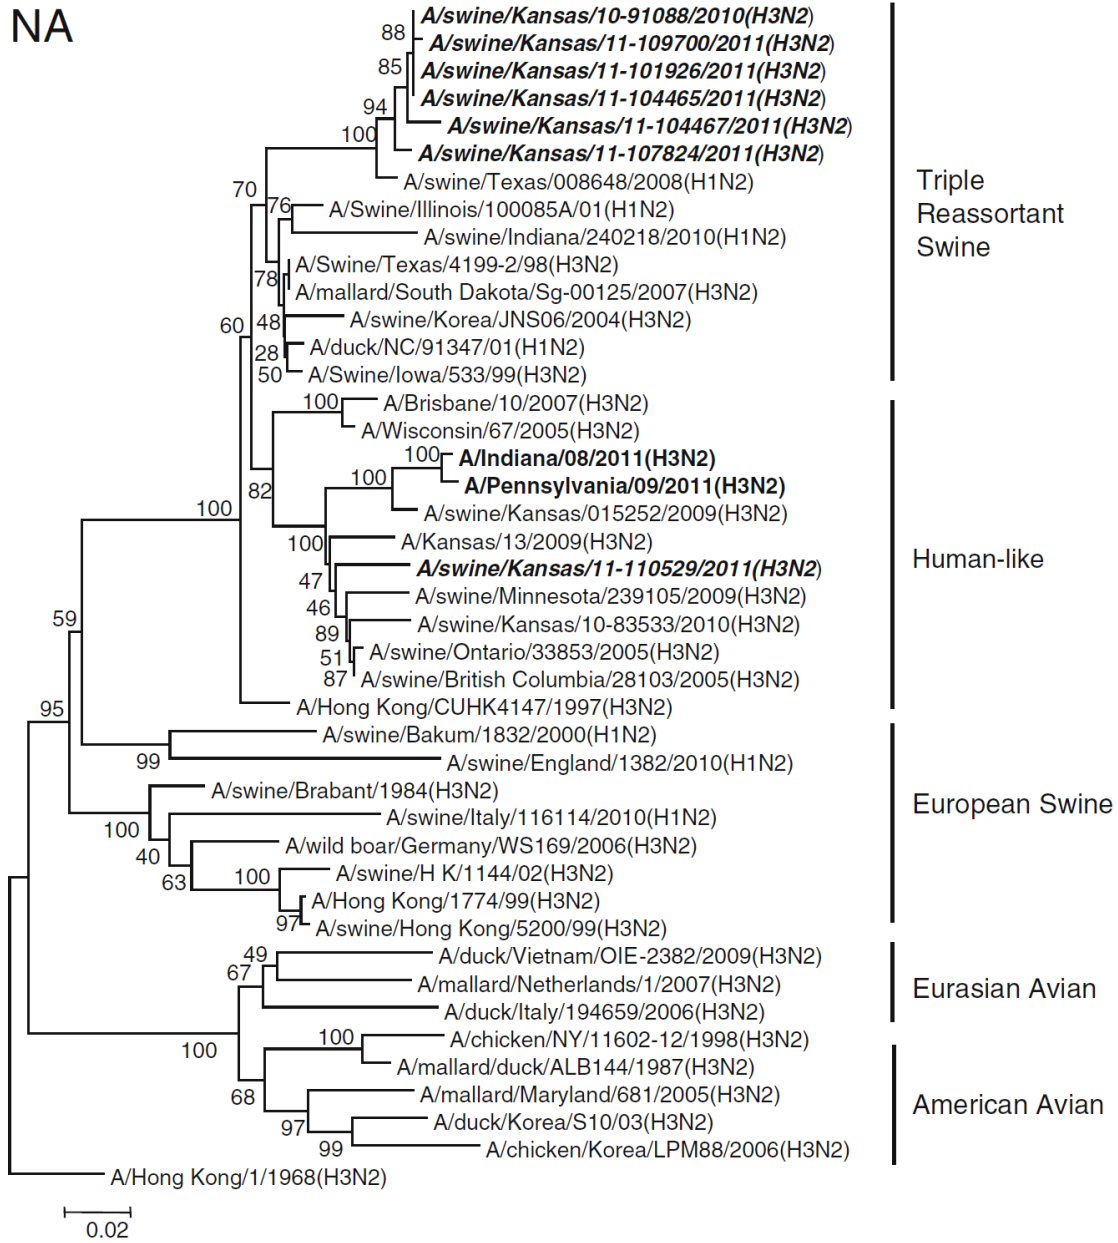 NA
A/swine/Kansas/10-91088/2010(H3N2)
88
A/swine/Kansas/11-109700/2011(H3N2)
A/swine/Kansas/11-101926/2011(H3N2)
85
A/swine/Kansas/11-104465/2011(H3N2)
94
A/swine/Kansas/11-104467/2011(H3N2)
100
A/swine/Kansas/11-107824/2011(H3N2)
A/swine/Texas/008648/2008(H1N2)
Triple
Reassortant
Swine
70
76
A/Swine/Illinois/100085A/01(H1N2)
A/swine/Indiana/240218/2010(H1N2)
A/Swine/Texas/4199-2/98(H3N2)
78
A/mallard/South Dakota/Sg-00125/2007(H3N2)
60
48
A/swine/Korea/JNS06/2004(H3N2)
28
A/duck/NC/91347/01(H1N2)
50
A/Swine/Iowa/533/99(H3N2)
100
A/Brisbane/10/2007(H3N2)
A/Wisconsin/67/2005(H3N2)
100
A/Indiana/08/2011(H3N2)
100
A/Pennsylvania/09/2011(H3N2)
82
100
A/swine/Kansas/015252/2009(H3N2)
100
A/Kansas/13/2009(H3N2)
Human-like
47
A/swine/Kansas/11-110529/2011(H3N2)
46
A/swine/Minnesota/239105/2009(H3N2)
59
89
A/swine/Kansas/10-83533/2010(H3N2)
51
A/swine/Ontario/33853/2005(H3N2)
87
A/swine/British Columbia/28103/2005(H3N2)
95
A/Hong Kong/CUHK4147/1997(H3N2)
A/swine/Bakum/1832/2000(H1N2)
99
A/swine/England/1382/2010(H1N2)
A/swine/Brabant/1984(H3N2)
European Swine
100
A/swine/Italy/116114/2010(H1N2)
40
A/wild boar/Germany/WS169/2006(H3N2)
63
100
A/swine/H K/1144/02(H3N2)
A/Hong Kong/1774/99(H3N2)
97
A/swine/Hong Kong/5200/99(H3N2)
49
A/duck/Vietnam/OIE-2382/2009(H3N2)
67
A/mallard/Netherlands/1/2007(H3N2)
Eurasian Avian
A/duck/Italy/194659/2006(H3N2)
100
100
A/chicken/NY/11602-12/1998(H3N2)
A/mallard/duck/ALB144/1987(H3N2)
68
A/mallard/Maryland/681/2005(H3N2)
American Avian
97
A/duck/Korea/S10/03(H3N2)
99
A/chicken/Korea/LPM88/2006(H3N2)
A/Hong Kong/1/1968(H3N2)
0.02